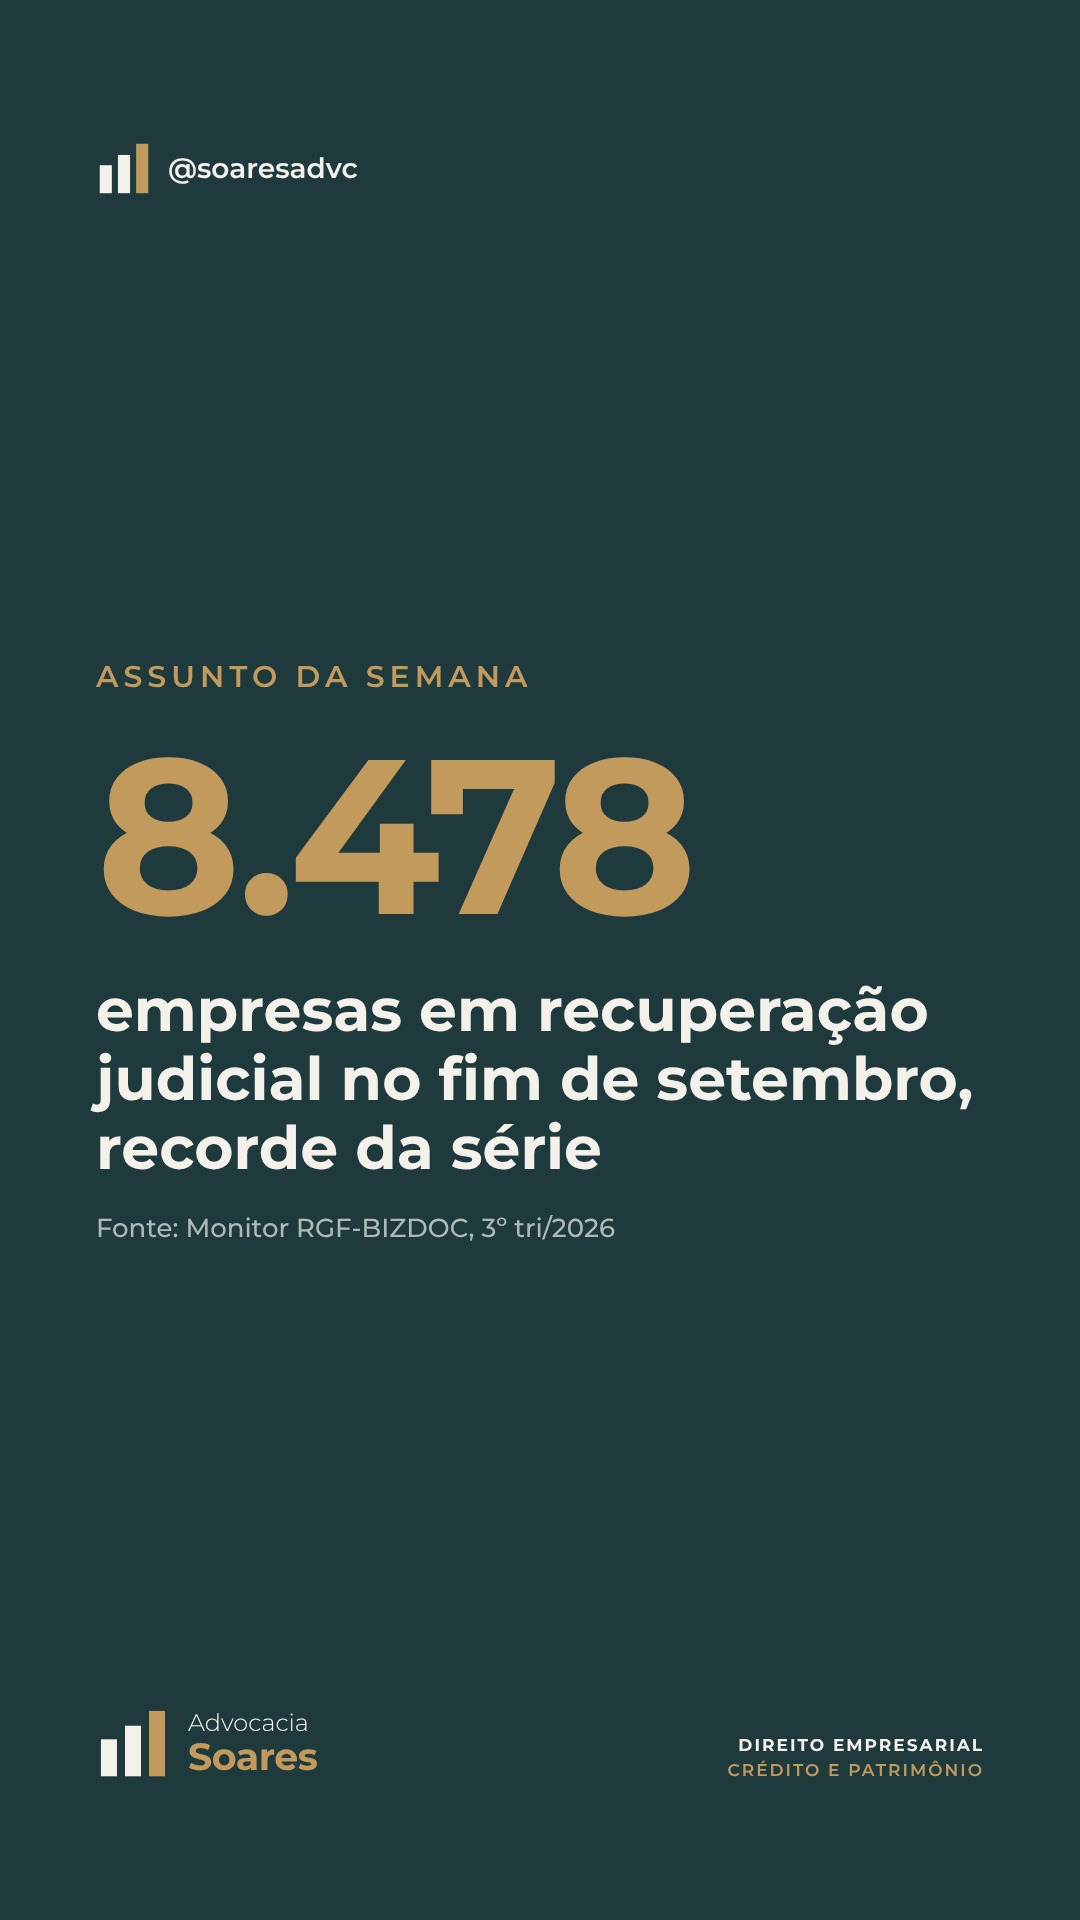 @soaresadvc
ASSUNTO DA SEMANA
8.478
empresas em recuperação
judicial no fim de setembro,
recorde da série
Fonte: Monitor RGF-BIZDOC, 3º tri/2026
Advocacia
Soares
DIREITO EMPRESARIAL
CRÉDITO E PATRIMÔNIO